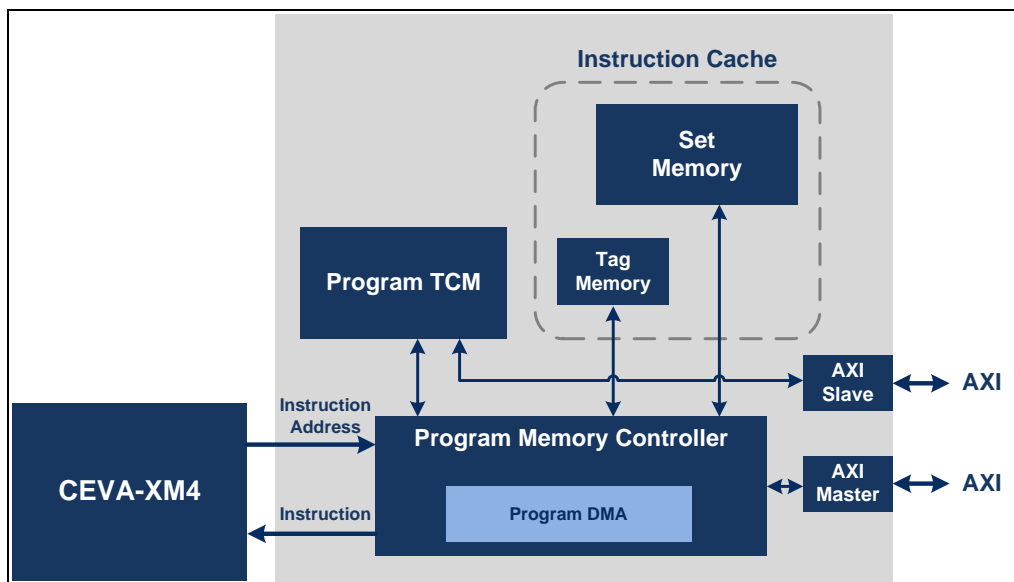 Instruction Cache
Set
Memory
Program TCM
Tag
Memory
AXI
Slave
AXI
Instruction
Address
Program Memory Controller
CEVA-XM4
AXI
Master
AXI
Instruction
Program DMA